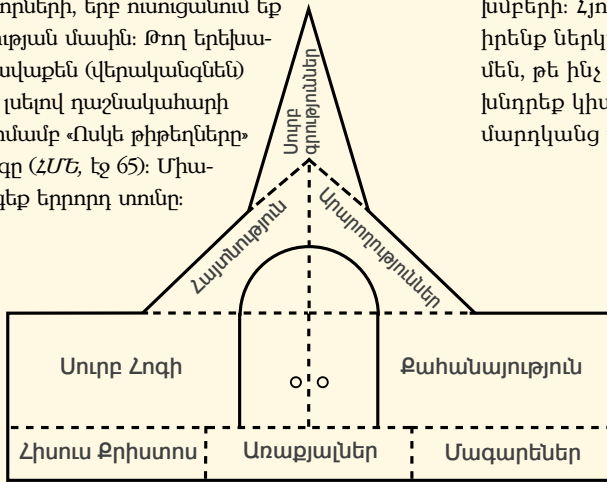 որների, երբ ուսուցանում եք
ության մասին: Թող երեխա-
ավաքեն (վերականգնեն)
լսելով դաշնակահարի
մամբ «Ոսկե թիթեղները»
գը (ՀՄԵ, էջ 65): Միա-
գեք երրորդ տունը:
խմբերի: Հյո
իրենք ներկ
մեն, թե ինչ
խնդրեք կիս
մարդկանց
Սուրբ
գրություններ
Հայտնություն
Արարողություններ
Սուրբ Հոգի
Քահանայություն
Հիսուս Քրիստոս
Առաքյալներ
Մագարեներ